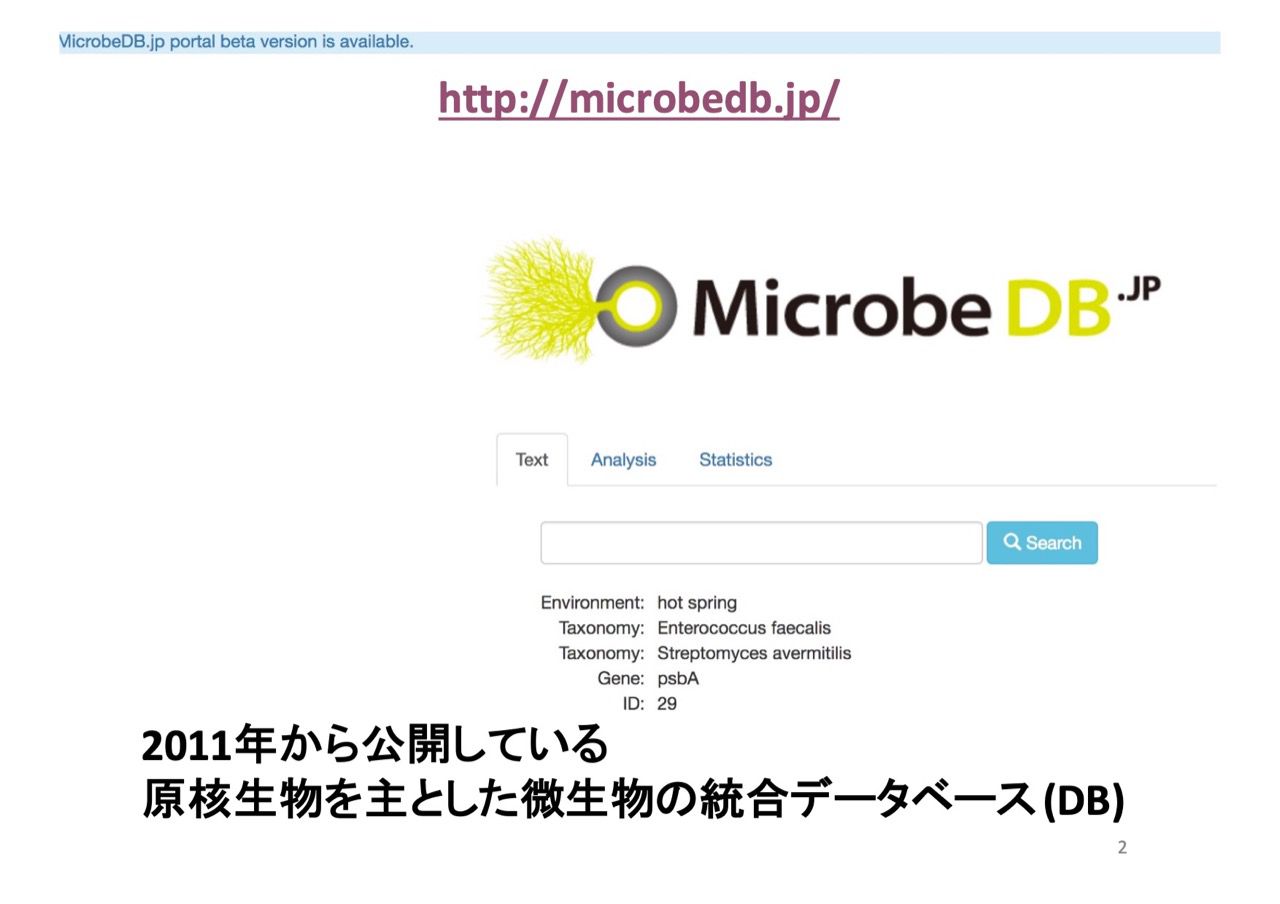 MicrobeDB.jp portal beta version is available.
http://microbedb.jp/
Microbe DB.JP
Text Analysis Statistics
Search
Environment: hot spring
Taxonomy: Enterococcus faecalis
Taxonomy: Streptomyces avermitilis
Gene: psbA
ID: 29
2011年から公開している
原核生物を主とした微生物の統合データベース(DB)
2